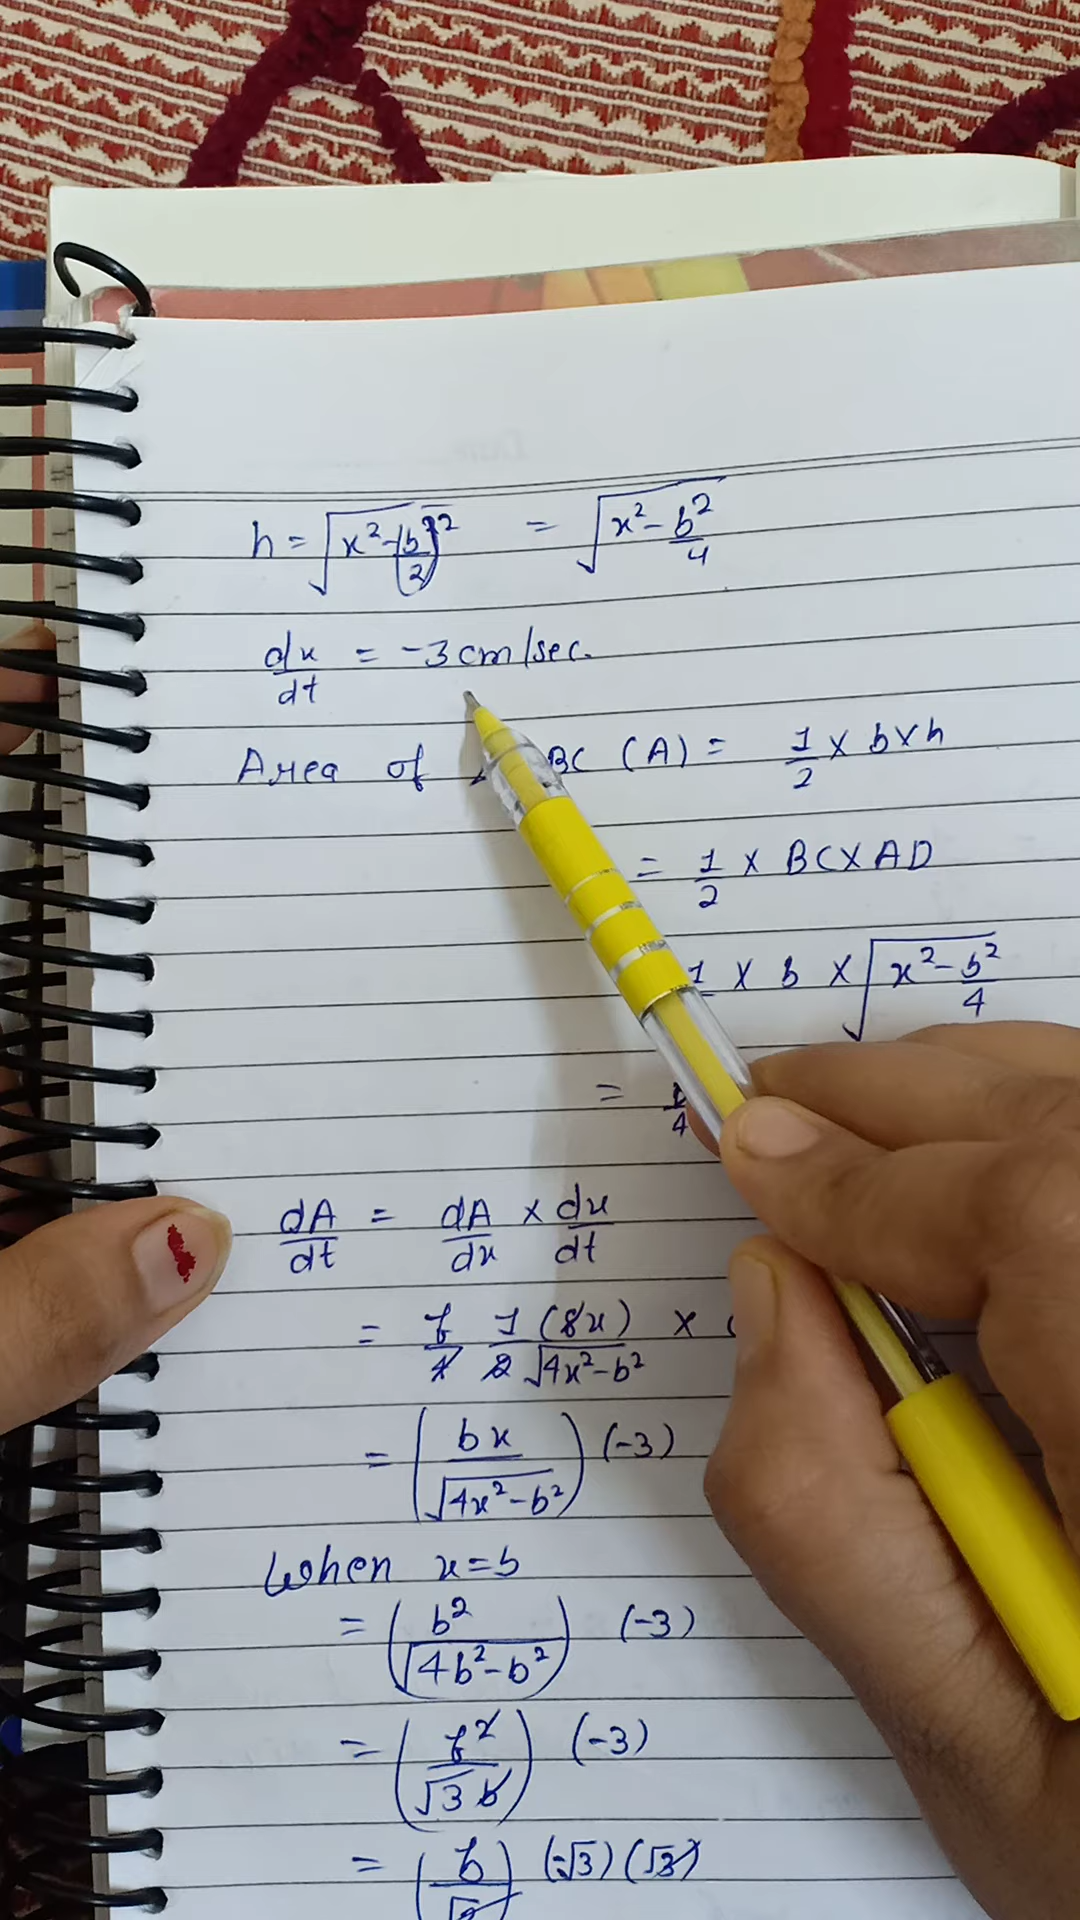 h = √(x² - (b/2)²) = √(x² - b²/4)
dx/dt = -3 cm/sec.
Area of BC (A) = 1/2 × b × h
= 1/2 × BC × AD
1 × b × √(x² - b²/4)
= 1/4
dA/dt = dA/dx × dx/dt
= b/4 1/2 (8x)/√(4x² - b²) × (
= (bx/√(4x² - b²)) (-3)
When x = b
= (b²/√(4b² - b²)) (-3)
= (b²/√3 b) (-3)
= (b/√3) (-√3) (√3)